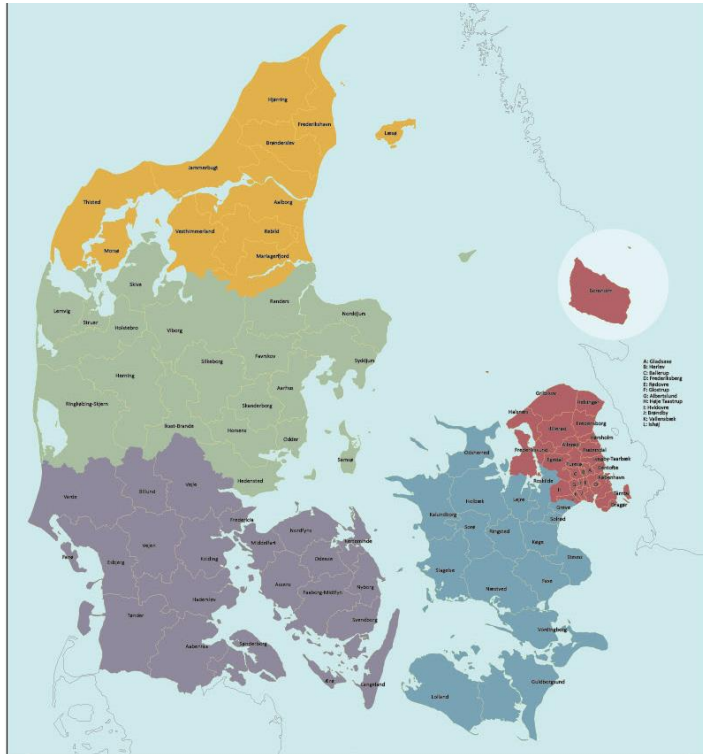 Hjørring
Frederikshavn
Brønderslev
Læsø
Jammerbugt
Thisted
Aalborg
Vesthimmerland
Rebild
Morsø
Mariagerfjord
Skive
Randers
Lemvig
Struer
Holstebro
Viborg
Norddjurs
Silkeborg
Favrskov
Syddjurs
Herning
Aarhus
Ringkøbing-Skjern
Skanderborg
Ikast-Brande
Horsens
Odder
Samsø
Hedensted
Vejle
Billund
Varde
Fredericia
Vejen
Kolding
Fanø
Esbjerg
Haderslev
Tønder
Aabenraa
Sønderborg
Middelfart
Nordfyns
Kerteminde
Odense
Assens
Nyborg
Faaborg-Midtfyn
Svendborg
Ærø
Langeland
Bornholm
A: Gladsaxe
B: Herlev
C: Ballerup
D: Frederiksberg
E: Rødovre
F: Glostrup
G: Albertslund
H: Høje Taastrup
I: Hvidovre
J: Brøndby
K: Vallensbæk
L: Ishøj
Gribskov
Helsingør
Halsnæs
Fredensborg
Hillerød
Hørsholm
Allerød
Rudersdal
Frederikssund
Egedal
Furesø
Lyngby-Taarbæk
Gentofte
København
Tårnby
Dragør
Odsherred
Roskilde
Greve
Solrød
Holbæk
Lejre
Kalundborg
Sorø
Ringsted
Køge
Stevns
Slagelse
Næstved
Faxe
Vordingborg
Guldborgsund
Lolland